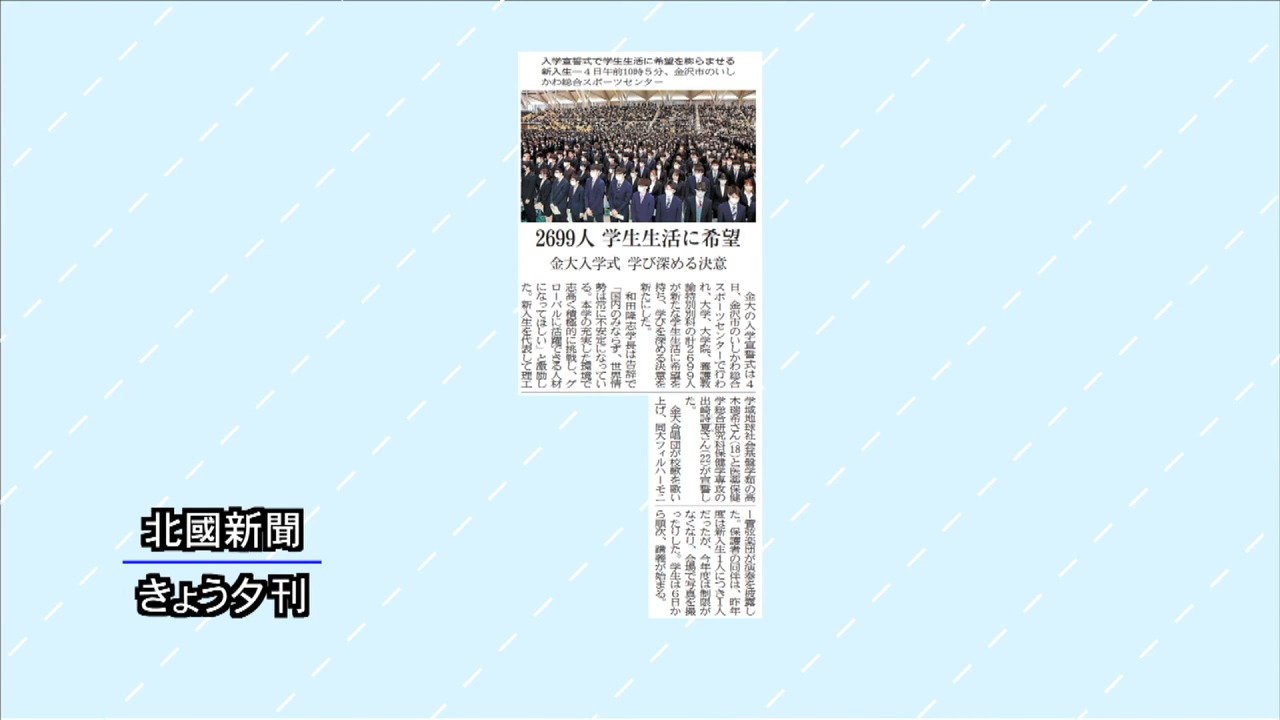 入学宣誓式で学生生活に希望を膨らませる
新入生―４日午前10時５分、金沢市のいし
かわ総合スポーツセンター
2699人 学生生活に希望
金大入学式 学び深める決意
金大の入学宣誓式は４
日、金沢市のいしかわ総合
スポーツセンターで行わ
れ、大学、大学院、養護教
諭特別別科の計２６９９人
が新たな学生生活に希望を
持ち、学びを深める決意を
新たにした。
和田隆志学長は告辞で
「国内のみならず、世界情
勢は常に不安定になってい
る。本学の充実した環境で
志高く積極的に挑戦し、グ
ローバルに活躍できる人材
になってほしい」と激励し
た。新入生を代表して理工
学域地球社会基盤学類の高
木瑞希さん(18)と医薬保健
学総合研究科保健学専攻の
出崎詩夏さん(22)が宣誓し
た。
金大合唱団が校歌を歌い
上げ、同大フィルハーモニ
ー管弦楽団が演奏を披露し
た。保護者の同伴は、昨年
度は新入生１人につき１人
だったが、今年度は制限が
なくなり、会場で写真を撮
ったりした。学生は６日か
ら順次、講義が始まる。
北國新聞
きょう夕刊